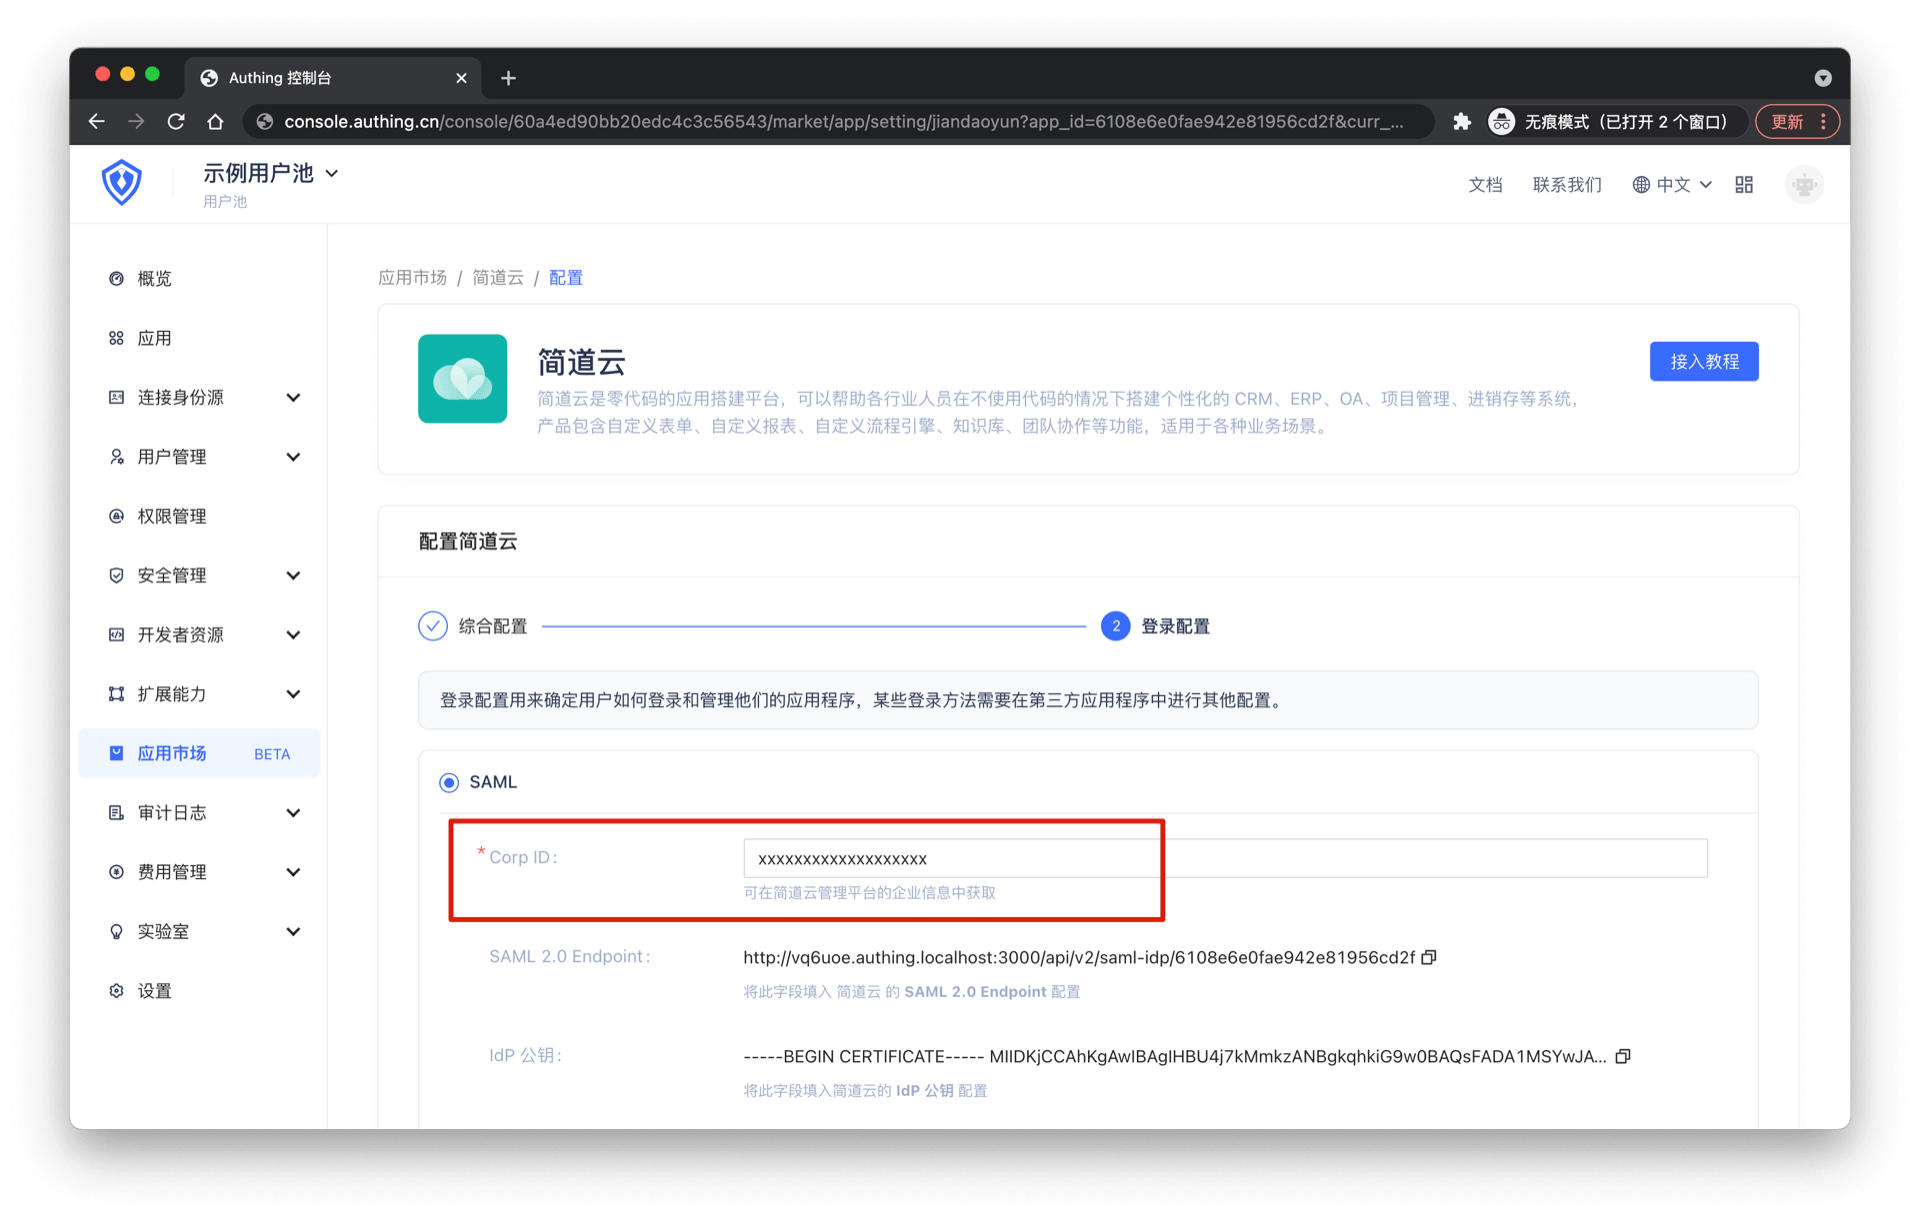 Authing 控制台
console.authing.cn/console/60a4ed90bb20edc4c3c56543/market/app/setting/jiandaoyun?app_id=6108e6e0fae942e81956cd2f&curr_...
无痕模式（已打开 2 个窗口）
更新
示例用户池
用户池
文档
联系我们
中文
概览
应用
连接身份源
用户管理
权限管理
安全管理
开发者资源
扩展能力
应用市场 BETA
审计日志
费用管理
实验室
设置
应用市场 / 简道云 / 配置
简道云
简道云是零代码的应用搭建平台，可以帮助各行业人员在不使用代码的情况下搭建个性化的 CRM、ERP、OA、项目管理、进销存等系统，
产品包含自定义表单、自定义报表、自定义流程引擎、知识库、团队协作等功能，适用于各种业务场景。
接入教程
配置简道云
综合配置
2 登录配置
登录配置用来确定用户如何登录和管理他们的应用程序，某些登录方法需要在第三方应用程序中进行其他配置。
SAML
* Corp ID:
xxxxxxxxxxxxxxxxxxx
可在简道云管理平台的企业信息中获取
SAML 2.0 Endpoint:
http://vq6uoe.authing.localhost:3000/api/v2/saml-idp/6108e6e0fae942e81956cd2f
将此字段填入 简道云 的 SAML 2.0 Endpoint 配置
IdP 公钥:
-----BEGIN CERTIFICATE----- MIIDKjCCAhKgAwIBAgIHBU4j7kMmkzANBgkqhkiG9w0BAQsFADA1MSYwJA...
将此字段填入简道云的 IdP 公钥 配置